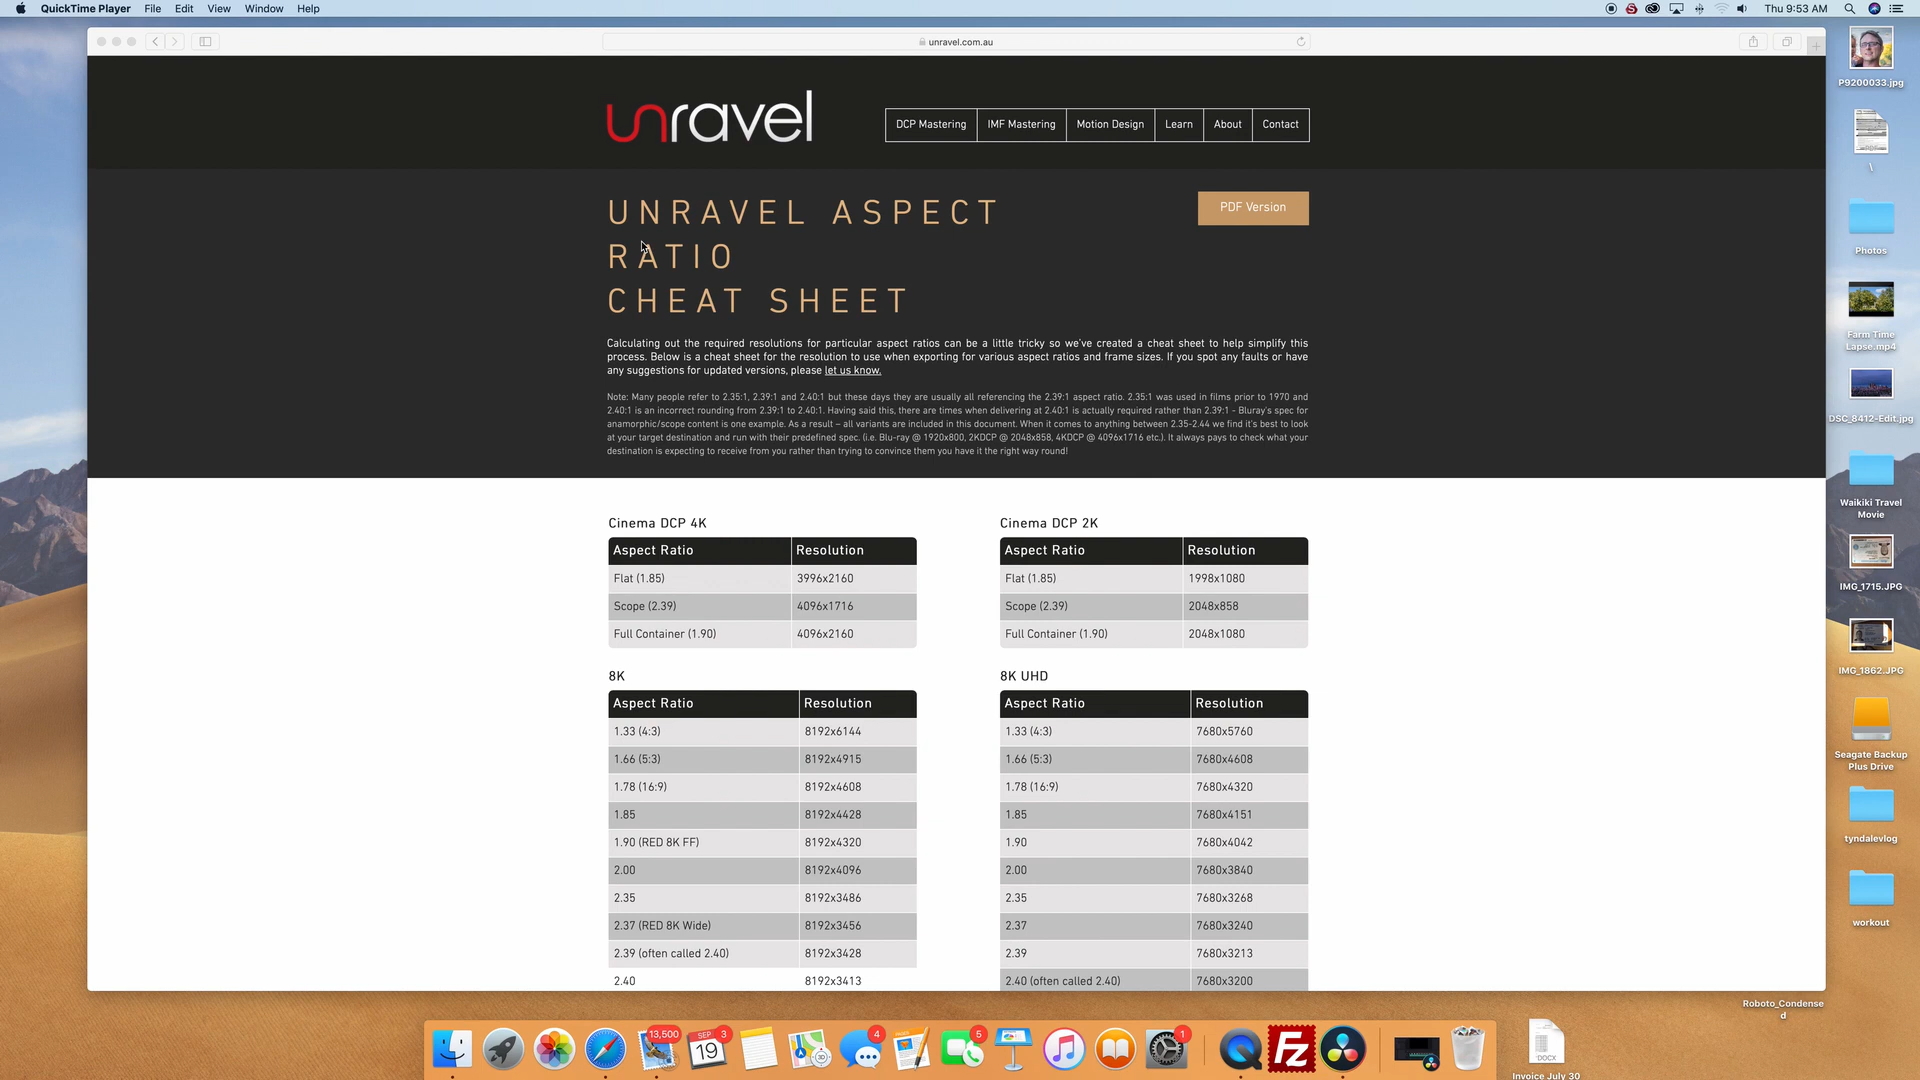 QuickTime Player File Edit View Window Help
Thu 9:53 AM
unravel.com.au
unravel
DCP Mastering IMF Mastering Motion Design Learn About Contact
UNRAVEL ASPECT
RATIO
CHEAT SHEET
PDF Version
Calculating out the required resolutions for particular aspect ratios can be a little tricky so we've created a cheat sheet to help simplify this
process. Below is a cheat sheet for the resolution to use when exporting for various aspect ratios and frame sizes. If you spot any faults or have
any suggestions for updated versions, please let us know.
Note: Many people refer to 2.35:1, 2.39:1 and 2.40:1 but these days they are usually all referencing the 2.39:1 aspect ratio. 2.35:1 was used in films prior to 1970 and
2.40:1 is an incorrect rounding from 2.39:1 to 2.40:1. Having said this, there are times when delivering at 2.40:1 is actually required rather than 2.39:1 - Bluray's spec for
anamorphic/scope content is one example. As a result – all variants are included in this document. When it comes to anything between 2.35-2.44 we find it's best to look
at your target destination and run with their predefined spec. (i.e. Blu-ray @ 1920x800, 2KDCP @ 2048x858, 4KDCP @ 4096x1716 etc.). It always pays to check what your
destination is expecting to receive from you rather than trying to convince them you have it the right way round!
Cinema DCP 4K
Aspect Ratio Resolution
Flat (1.85) 3996x2160
Scope (2.39) 4096x1716
Full Container (1.90) 4096x2160
Cinema DCP 2K
Aspect Ratio Resolution
Flat (1.85) 1998x1080
Scope (2.39) 2048x858
Full Container (1.90) 2048x1080
8K
Aspect Ratio Resolution
1.33 (4:3) 8192x6144
1.66 (5:3) 8192x4915
1.78 (16:9) 8192x4608
1.85 8192x4428
1.90 (RED 8K FF) 8192x4320
2.00 8192x4096
2.35 8192x3486
2.37 (RED 8K Wide) 8192x3456
2.39 (often called 2.40) 8192x3428
2.40 8192x3413
8K UHD
Aspect Ratio Resolution
1.33 (4:3) 7680x5760
1.66 (5:3) 7680x4608
1.78 (16:9) 7680x4320
1.85 7680x4151
1.90 7680x4042
2.00 7680x3840
2.35 7680x3268
2.37 7680x3240
2.39 7680x3213
2.40 (often called 2.40) 7680x3200
P9200033.jpg
\
Photos
Farm Time
Lapse.mp4
DSC_8412-Edit.jpg
Waikiki Travel
Movie
IMG_1715.JPG
IMG_1862.JPG
Seagate Backup
Plus Drive
tyndalevlog
workout
Roboto_Condense
d
13,500
SEP
3
19
3D
4
5
1
Fz
DOCX
Invoice July 30